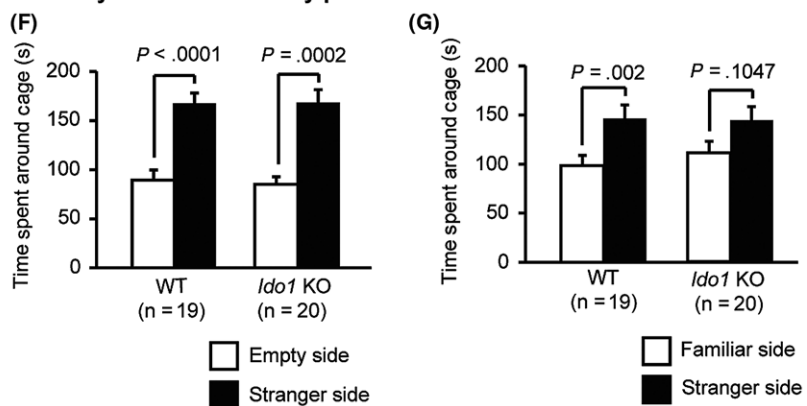 (F)
P < .0001 P = .0002
Time spent around cage (s)
200
150
100
50
0
WT Ido1 KO
(n = 19) (n = 20)
Empty side
Stranger side
(G)
P = .002 P = .1047
Time spent around cage (s)
200
150
100
50
0
WT Ido1 KO
(n = 19) (n = 20)
Familiar side
Stranger side